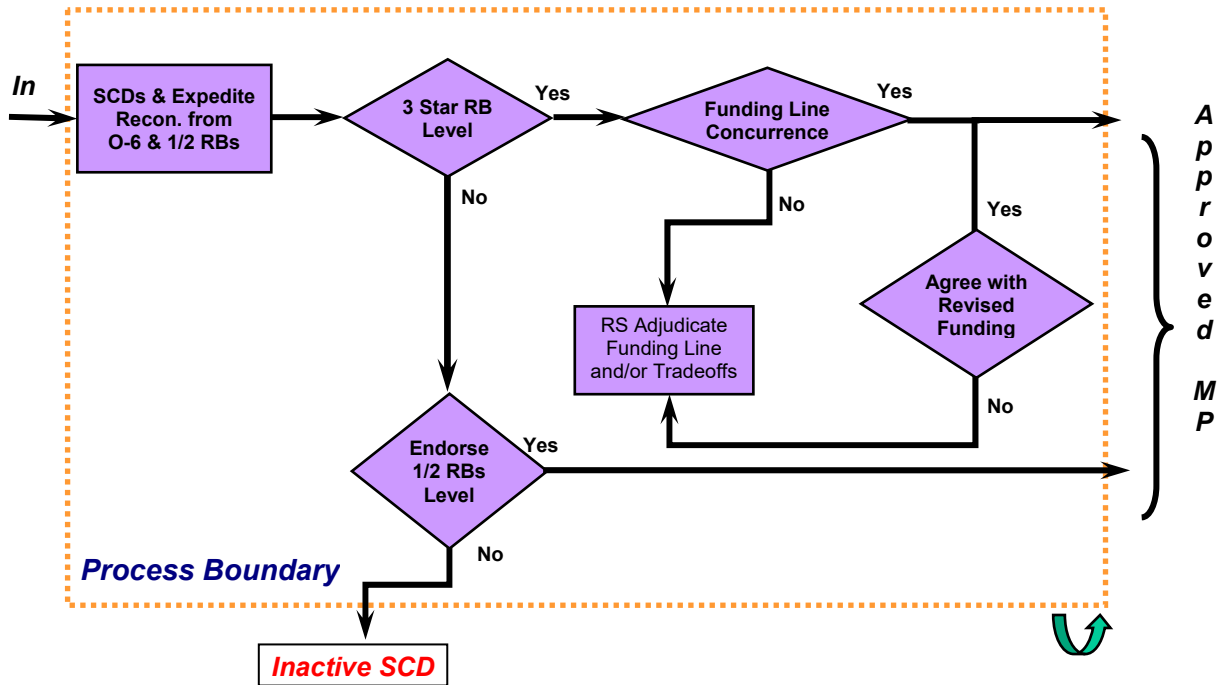 In
SCDs & Expedite
Recon. from
O-6 & 1/2 RBs
3 Star RB
Level
Yes
No
Funding Line
Concurrence
Yes
No
Yes
Agree with
Revised
Funding
No
RS Adjudicate
Funding Line
and/or Tradeoffs
Endorse
1/2 RBs
Level
Yes
No
Process Boundary
Inactive SCD
Approved MP